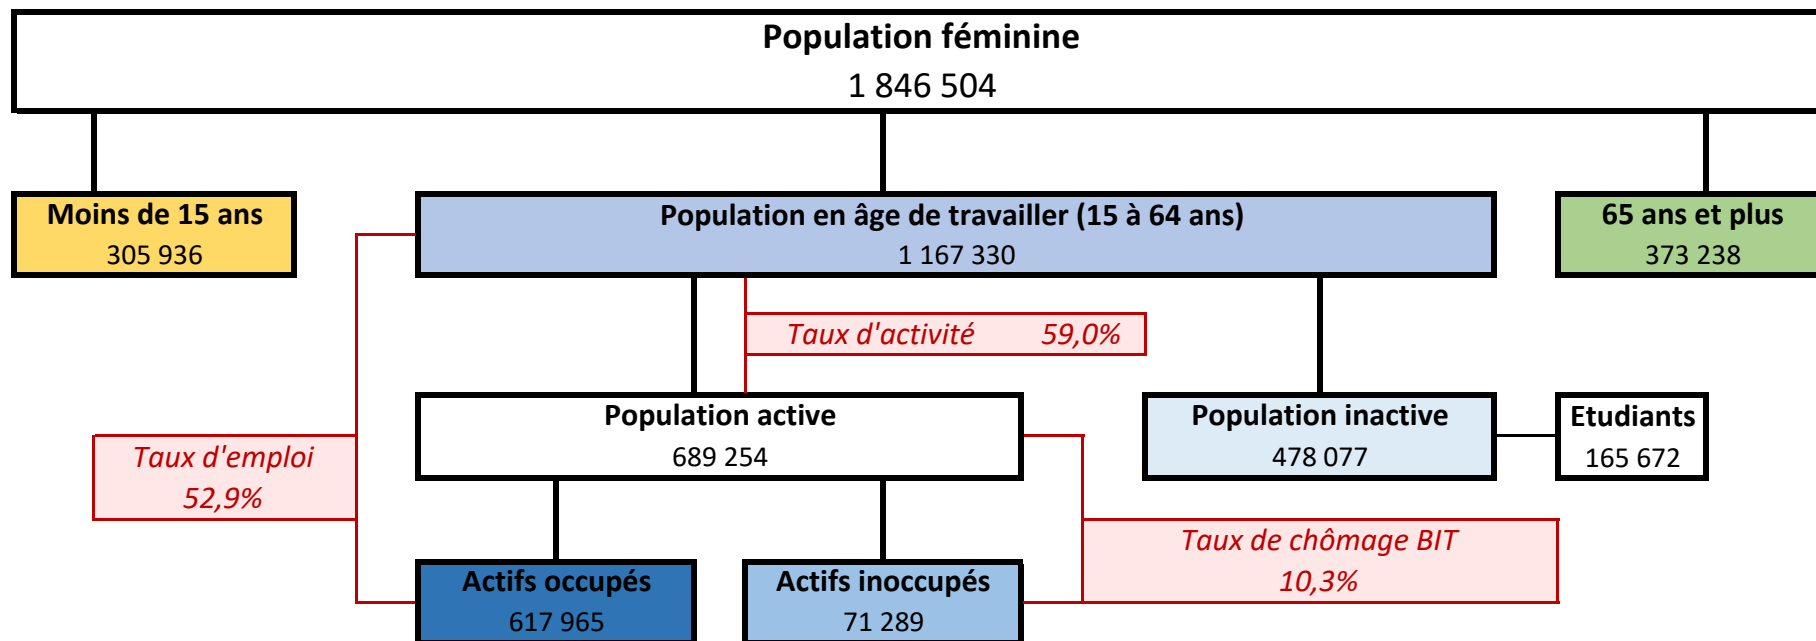 Population féminine
1 846 504
Moins de 15 ans
305 936
Population en âge de travailler (15 à 64 ans)
1 167 330
65 ans et plus
373 238
Taux d'activité 59,0%
Population active
689 254
Population inactive
478 077
Etudiants
165 672
Taux d'emploi
52,9%
Taux de chômage BIT
10,3%
Actifs occupés
617 965
Actifs inoccupés
71 289